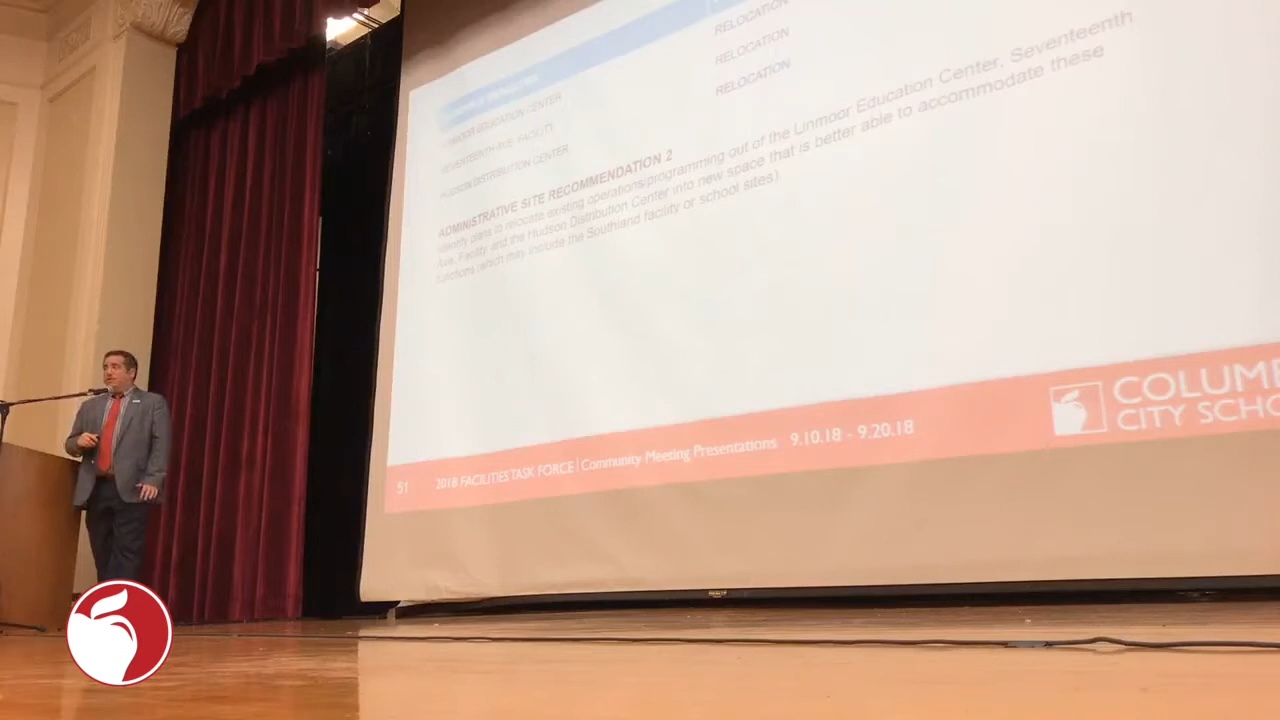 RELOCATION
RELOCATION
RELOCATION
EDUCATION CENTER
SEVENTEENTH AVE. FACILITY
HUDSON DISTRIBUTION CENTER
ADMINISTRATIVE SITE RECOMMENDATION 2
Identify plans to relocate existing operations/programming out of the Linmoor Education Center, Seventeenth
Ave. Facility and the Hudson Distribution Center into new space that is better able to accommodate these
functions (which may include the Southland facility or school sites).
51 2018 FACILITIES TASK FORCE | Community Meeting Presentations 9.10.18 - 9.20.18
COLUMB
CITY SCHO